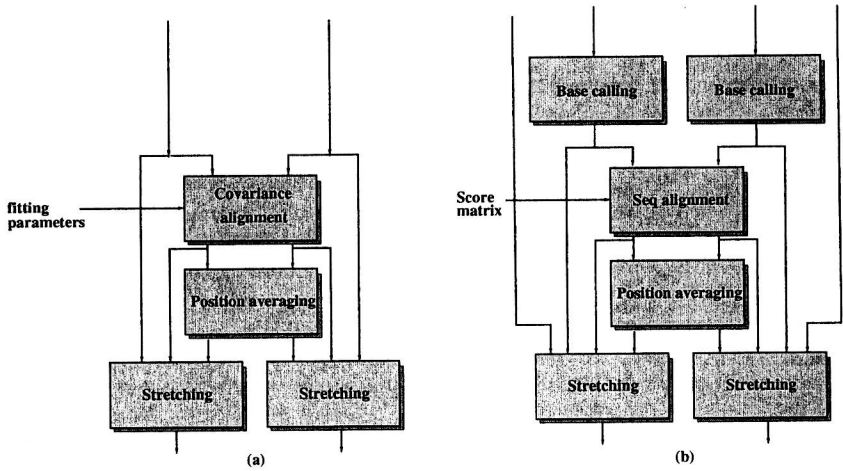 Covariance
alignment
fitting
parameters
Position averaging
Stretching
Stretching
(a)
Base calling
Base calling
Score
matrix
Seq alignment
Position averaging
Stretching
Stretching
(b)